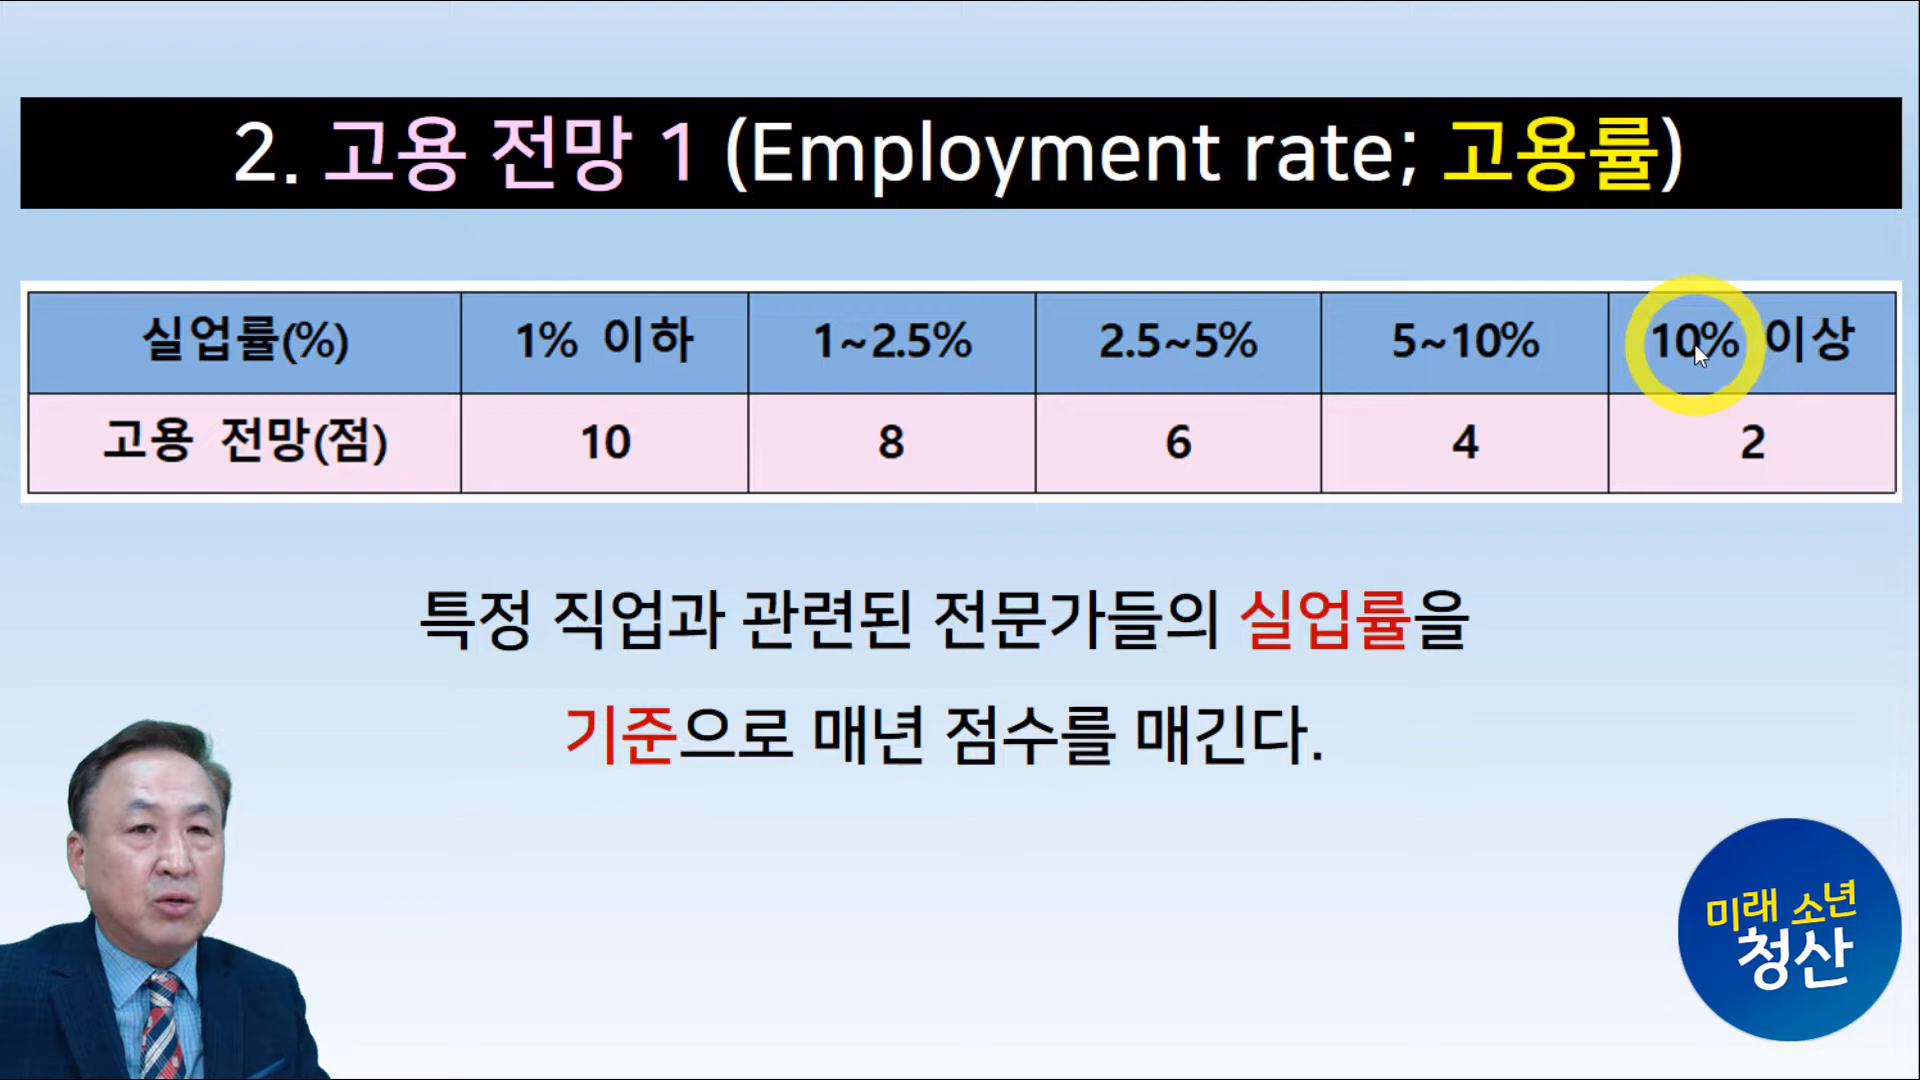 2. 고용 전망 1 (Employment rate; 고용률)
실업률(%) 1% 이하 1~2.5% 2.5~5% 5~10% 10% 이상
고용 전망(점) 10 8 6 4 2
특정 직업과 관련된 전문가들의 실업률을
기준으로 매년 점수를 매긴다.
미래 소년
청산